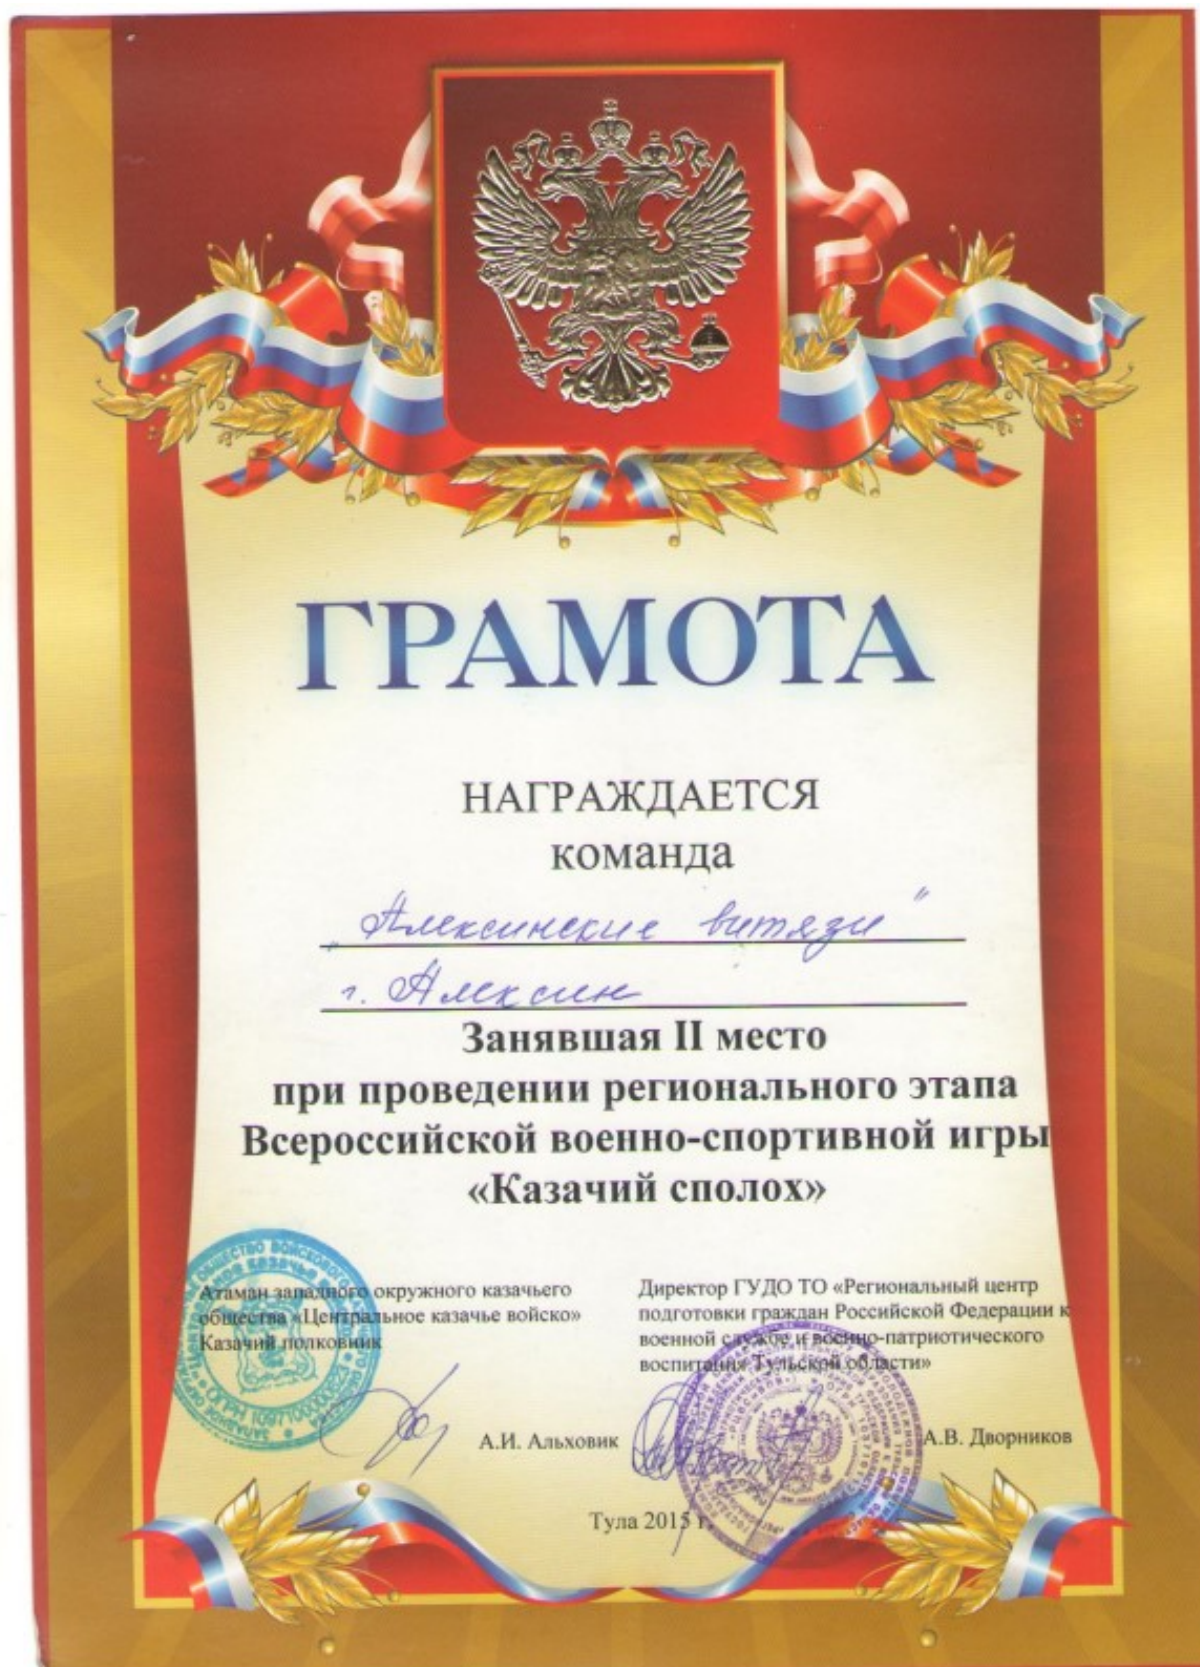 ГРАМОТА
НАГРАЖДАЕТСЯ
команда
„Алексинские витязи"
г. Алексин
Занявшая II место
при проведении регионального этапа
Всероссийской военно-спортивной игры
«Казачий сполох»
Атаман западного окружного казачьего
общества «Центральное казачье войско»
Казачий полковник
А.И. Альховик
Директор ГУДО ТО «Региональный центр
подготовки граждан Российской Федерации к
военной службе и военно-патриотического
воспитания Тульской области»
А.В. Дворников
Тула 2015 г.